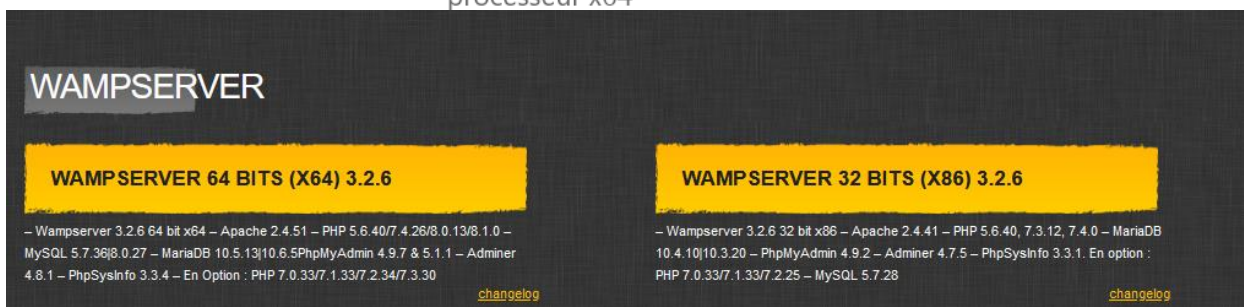 processeur x64
WAMPSERVER
WAMPSERVER 64 BITS (X64) 3.2.6
– Wampserver 3.2.6 64 bit x64 – Apache 2.4.51 – PHP 5.6.40/7.4.26/8.0.13/8.1.0 –
MySQL 5.7.36|8.0.27 – MariaDB 10.5.13|10.6.5PhpMyAdmin 4.9.7 & 5.1.1 – Adminer
4.8.1 – PhpSysInfo 3.3.4 – En Option : PHP 7.0.33/7.1.33/7.2.34/7.3.30
changelog
WAMPSERVER 32 BITS (X86) 3.2.6
– Wampserver 3.2.6 32 bit x86 – Apache 2.4.41 – PHP 5.6.40, 7.3.12, 7.4.0 – MariaDB
10.4.10|10.3.20 – PhpMyAdmin 4.9.2 – Adminer 4.7.5 – PhpSysInfo 3.3.1. En option :
PHP 7.0.33/7.1.33/7.2.25 – MySQL 5.7.28
changelog